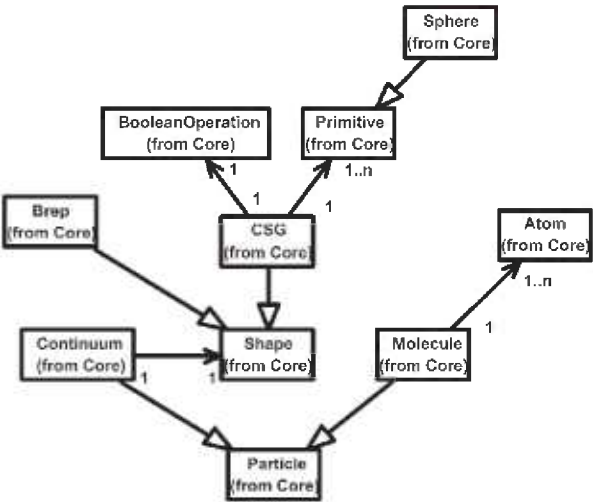 Sphere
(from Core)
BooleanOperation
(from Core)
Primitive
(from Core)
1
1..n
1
1
Brep
(from Core)
CSG
(from Core)
Atom
(from Core)
1..n
1
Continuum
(from Core)
1
1
Shape
(from Core)
Molecule
(from Core)
Particle
(from Core)